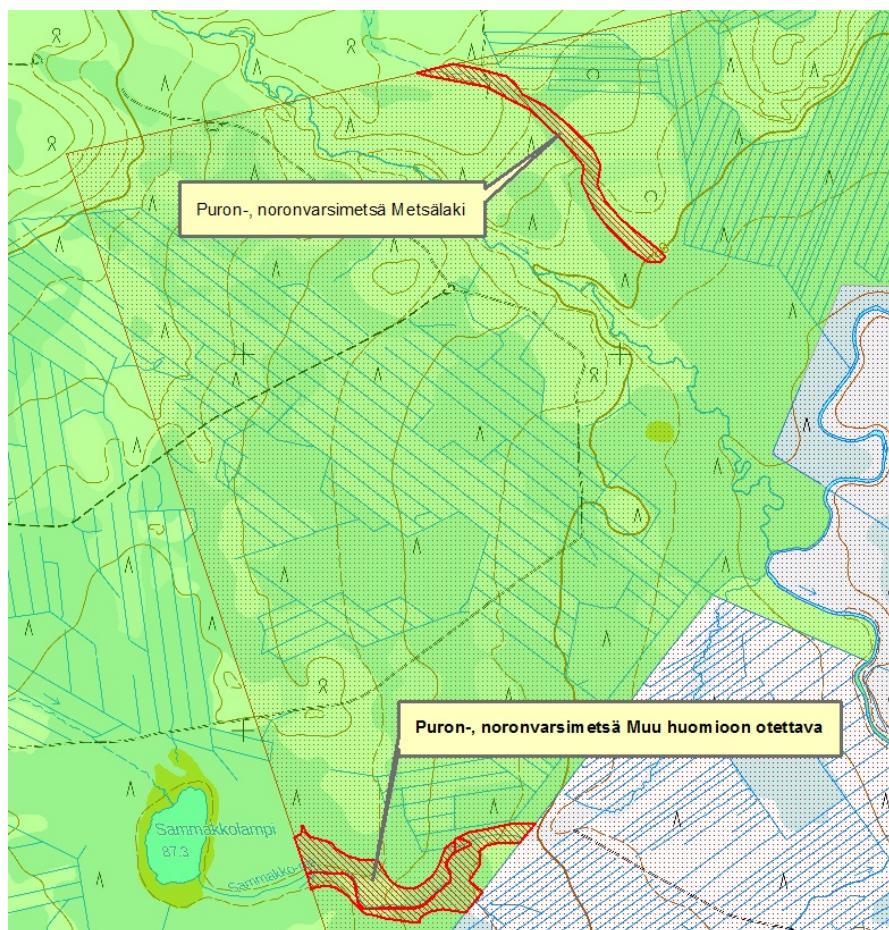 Puron-, noronvarsimetsä Metsälaki
Puron-, noronvarsimetsä Muu huomioon otettava
Sammakkolampi
87.3